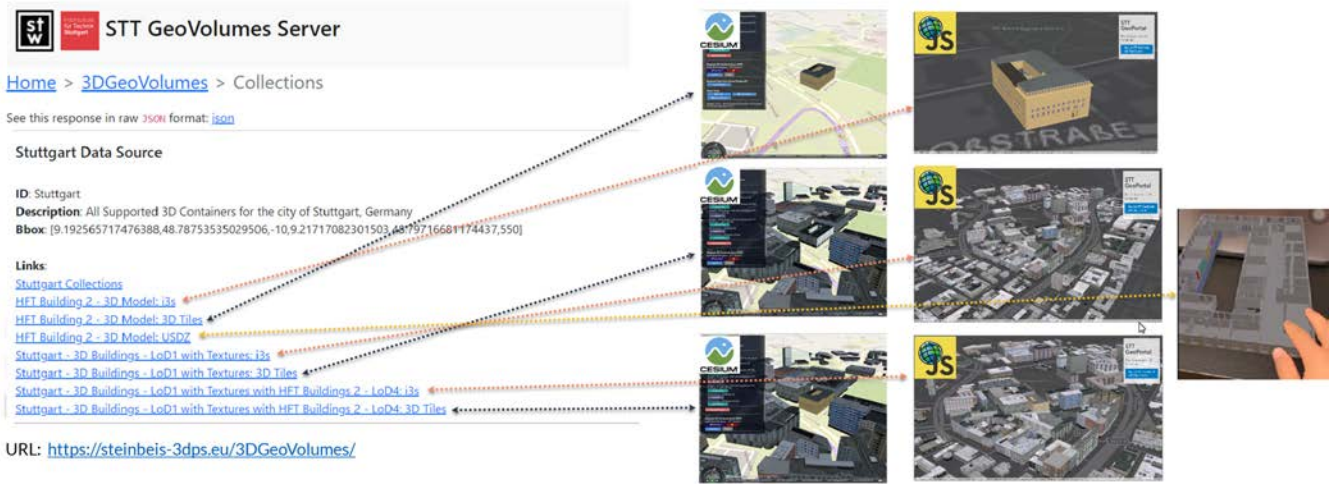 STT GeoVolumes Server
Home > 3DGeoVolumes > Collections
See this response in raw JSON format: json
Stuttgart Data Source
ID: Stuttgart
Description: All Supported 3D Containers for the city of Stuttgart, Germany
Bbox: [9.192565717476388,48.78753535029506,-10,9.21717082301503,48.79716681174437,550]
Links:
Stuttgart Collections
HFT Building 2 - 3D Model: i3s
HFT Building 2 - 3D Model: 3D Tiles
HFT Building 2 - 3D Model: USDZ
Stuttgart - 3D Buildings - LoD1 with Textures: i3s
Stuttgart - 3D Buildings - LoD1 with Textures: 3D Tiles
Stuttgart - 3D Buildings - LoD1 with Textures with HFT Buildings 2 - LoD4: i3s
Stuttgart - 3D Buildings - LoD1 with Textures with HFT Buildings 2 - LoD4: 3D Tiles
URL: https://steinbeis-3dps.eu/3DGeoVolumes/
CESIUM
JS
STT
GeoPortal
CESIUM
JS
STT
GeoPortal
CESIUM
JS
STT
GeoPortal